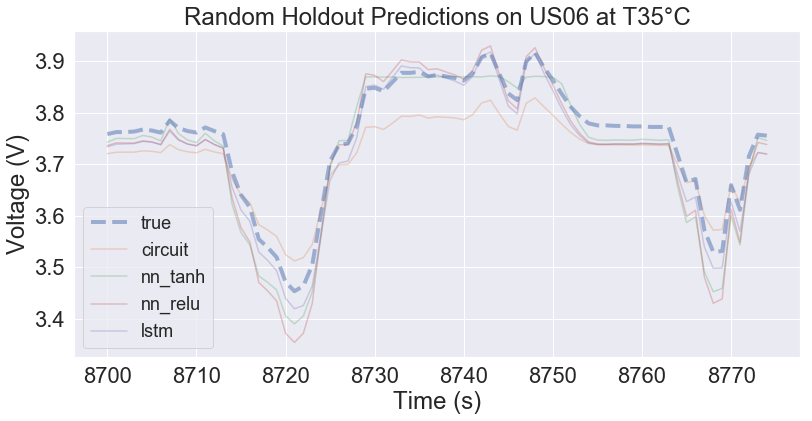 Random Holdout Predictions on US06 at T35°C
Voltage (V)
3.9
3.8
3.7
3.6
3.5
3.4
true
circuit
nn_tanh
nn_relu
lstm
8700 8710 8720 8730 8740 8750 8760 8770
Time (s)